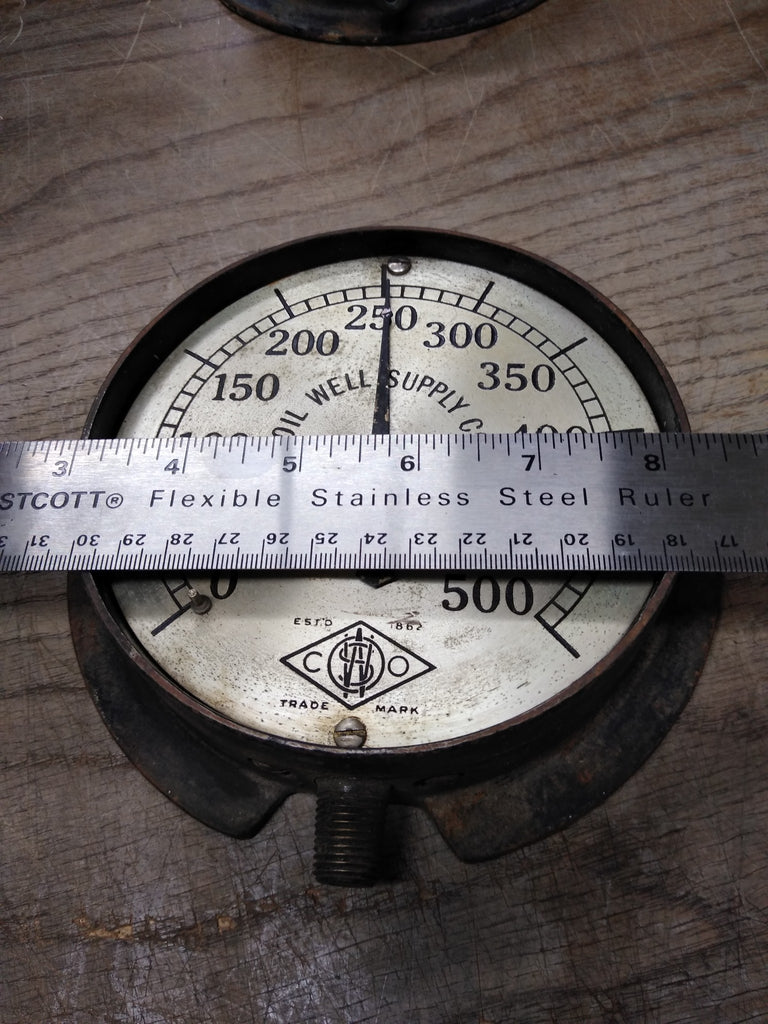 250
200 300
150 350
OIL WELL SUPPLY
3 4 5 6 7 8
STCOTT® Flexible Stainless Steel Ruler
31 30 29 28 27 26 25 24 23 22 21 20 19 18 17
0 500
ESTD 1862
C O
TRADE MARK